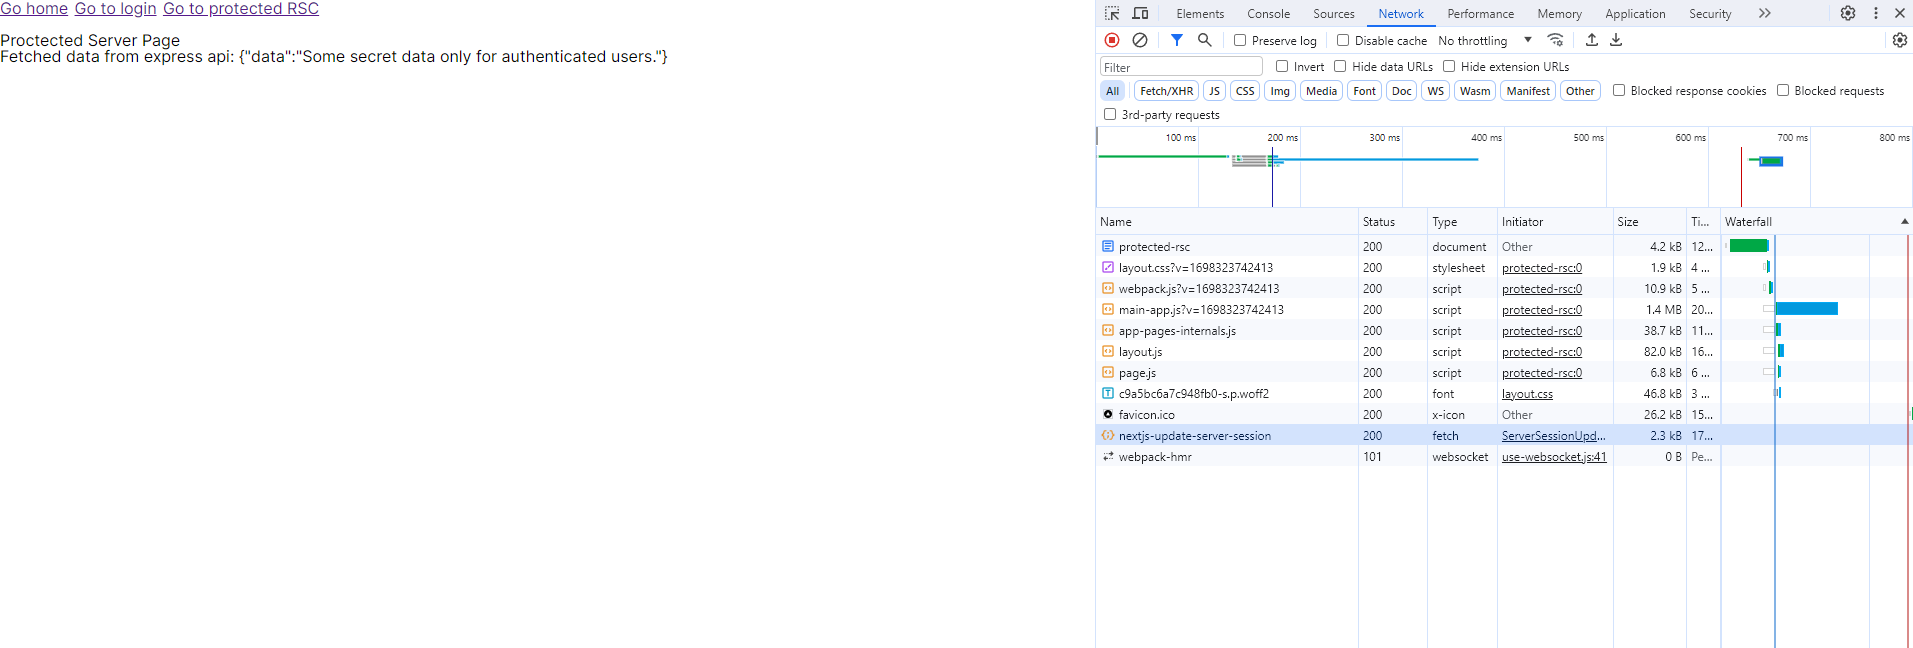 Go home Go to login Go to protected RSC
Proctected Server Page
Fetched data from express api: {"data":"Some secret data only for authenticated users."}
Elements Console Sources Network Performance Memory Application Security
Preserve log Disable cache No throttling
Filter Invert Hide data URLs Hide extension URLs
All Fetch/XHR JS CSS Img Media Font Doc WS Wasm Manifest Other Blocked response cookies Blocked requests
3rd-party requests
100 ms 200 ms 300 ms 400 ms 500 ms 600 ms 700 ms 800 ms
Name Status Type Initiator Size Ti... Waterfall
protected-rsc 200 document Other 4.2 kB 12...
layout.css?v=1698323742413 200 stylesheet protected-rsc:0 1.9 kB 4 ...
webpack.js?v=1698323742413 200 script protected-rsc:0 10.9 kB 5 ...
main-app.js?v=1698323742413 200 script protected-rsc:0 1.4 MB 20...
app-pages-internals.js 200 script protected-rsc:0 38.7 kB 11...
layout.js 200 script protected-rsc:0 82.0 kB 16...
page.js 200 script protected-rsc:0 6.8 kB 6 ...
c9a5bc6a7c948fb0-s.p.woff2 200 font layout.css 46.8 kB 3 ...
favicon.ico 200 x-icon Other 26.2 kB 15...
nextjs-update-server-session 200 fetch ServerSessionUpd... 2.3 kB 17...
webpack-hmr 101 websocket use-websocket.js:41 0 B Pe...